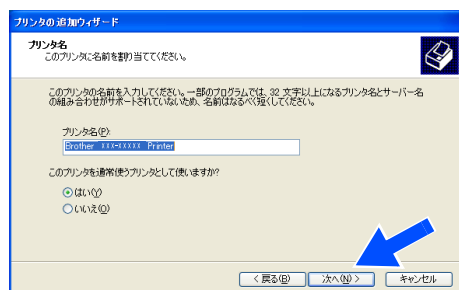 プリンタの追加ウィザード
プリンタ名
このプリンタに名前を割り当ててください。
このプリンタの名前を入力してください。一部のプログラムでは、32 文字以上になるプリンタ名とサーバー名
の組み合わせがサポートされていないため、名前はなるべく短くしてください。
プリンタ名(P):
Brother XXX-XXXXX Printer
このプリンタを通常使うプリンタとして使いますか?
はい(Y)
いいえ(O)
< 戻る(B)
次へ(N) >
キャンセル